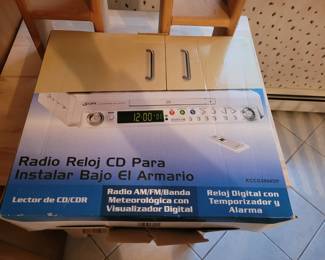 12:00
Radio Reloj CD Para
Instalar Bajo El Armario
Lector de CD/CDR
Radio AM/FM/Banda
Meteorológica con
Visualizador Digital
Reloj Digital con
Temporizador y
Alarma